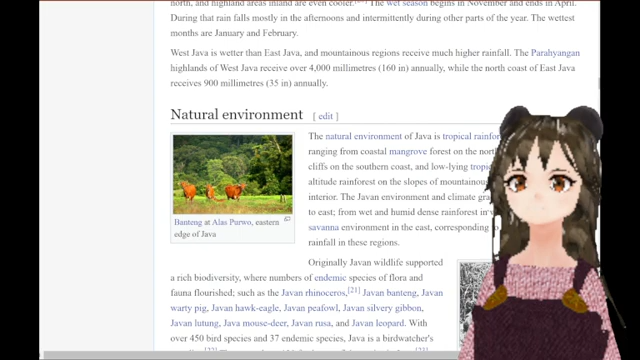 north, and highland areas inland are even cooler. The wet season begins in November and ends in April.
During that rain falls mostly in the afternoons and intermittently during other parts of the year. The wettest
months are January and February.
West Java is wetter than East Java, and mountainous regions receive much higher rainfall. The Parahyangan
highlands of West Java receive over 4,000 millimetres (160 in) annually, while the north coast of East Java
receives 900 millimetres (35 in) annually.
Natural environment [ edit ]
The natural environment of Java is tropical
ranging from coastal mangrove forest on the
cliffs on the southern coast, and low-lying
altitude rainforest on the slopes of mountainous
interior. The Javan environment and climate
to east; from wet and humid dense rainforest in
savanna environment in the east, corresponding
rainfall in these regions.
Banteng at Alas Purwo, eastern
edge of Java
Originally Javan wildlife supported
a rich biodiversity, where numbers of endemic species of flora and
fauna flourished; such as the Javan rhinoceros,[21] Javan banteng, Javan
warty pig, Javan hawk-eagle, Javan peafowl, Javan silvery gibbon,
Javan lutung, Java mouse-deer, Javan rusa, and Javan leopard. With
over 450 bird species and 37 endemic species, Java is a birdwatcher's